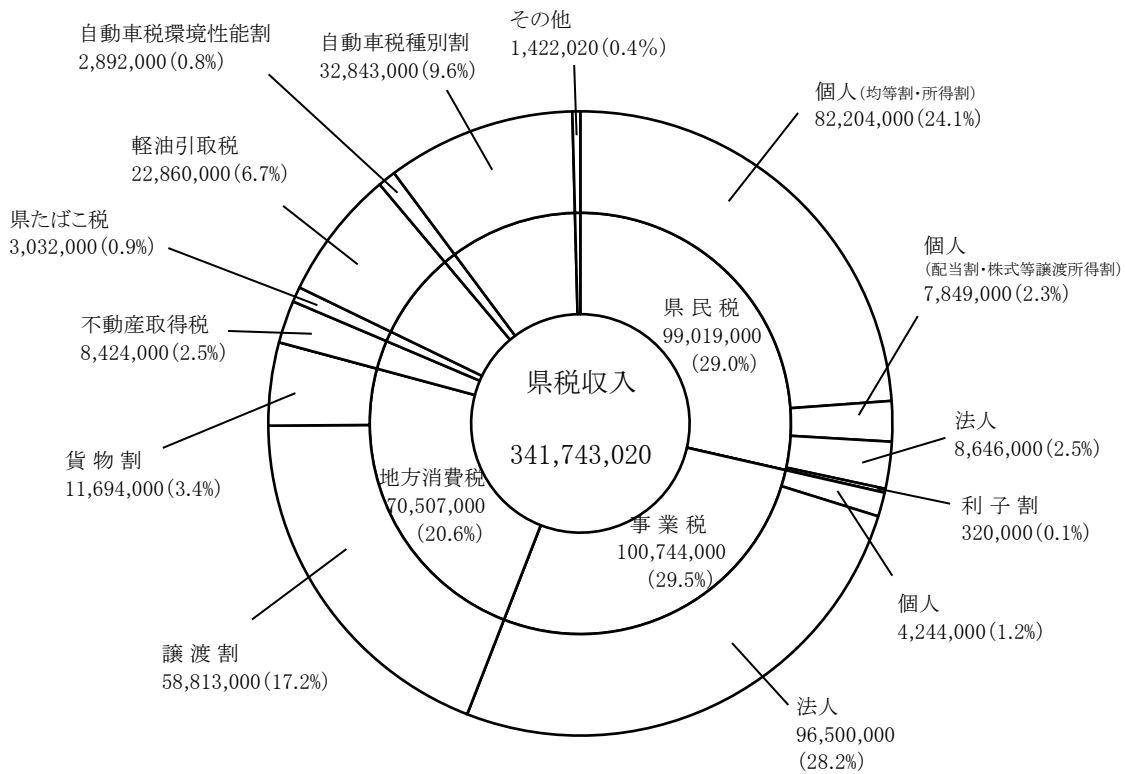 その他
1,422,020(0.4%)
自動車税環境性能割
2,892,000(0.8%)
自動車税種別割
32,843,000(9.6%)
個人(均等割・所得割)
82,204,000(24.1%)
軽油引取税
22,860,000(6.7%)
県たばこ税
3,032,000(0.9%)
個人
(配当割・株式等譲渡所得割)
7,849,000(2.3%)
不動産取得税
8,424,000(2.5%)
県民税
99,019,000
(29.0%)
県税収入
341,743,020
法人
8,646,000(2.5%)
貨物割
11,694,000(3.4%)
地方消費税
70,507,000
(20.6%)
利子割
320,000(0.1%)
事業税
100,744,000
(29.5%)
個人
4,244,000(1.2%)
譲渡割
58,813,000(17.2%)
法人
96,500,000
(28.2%)